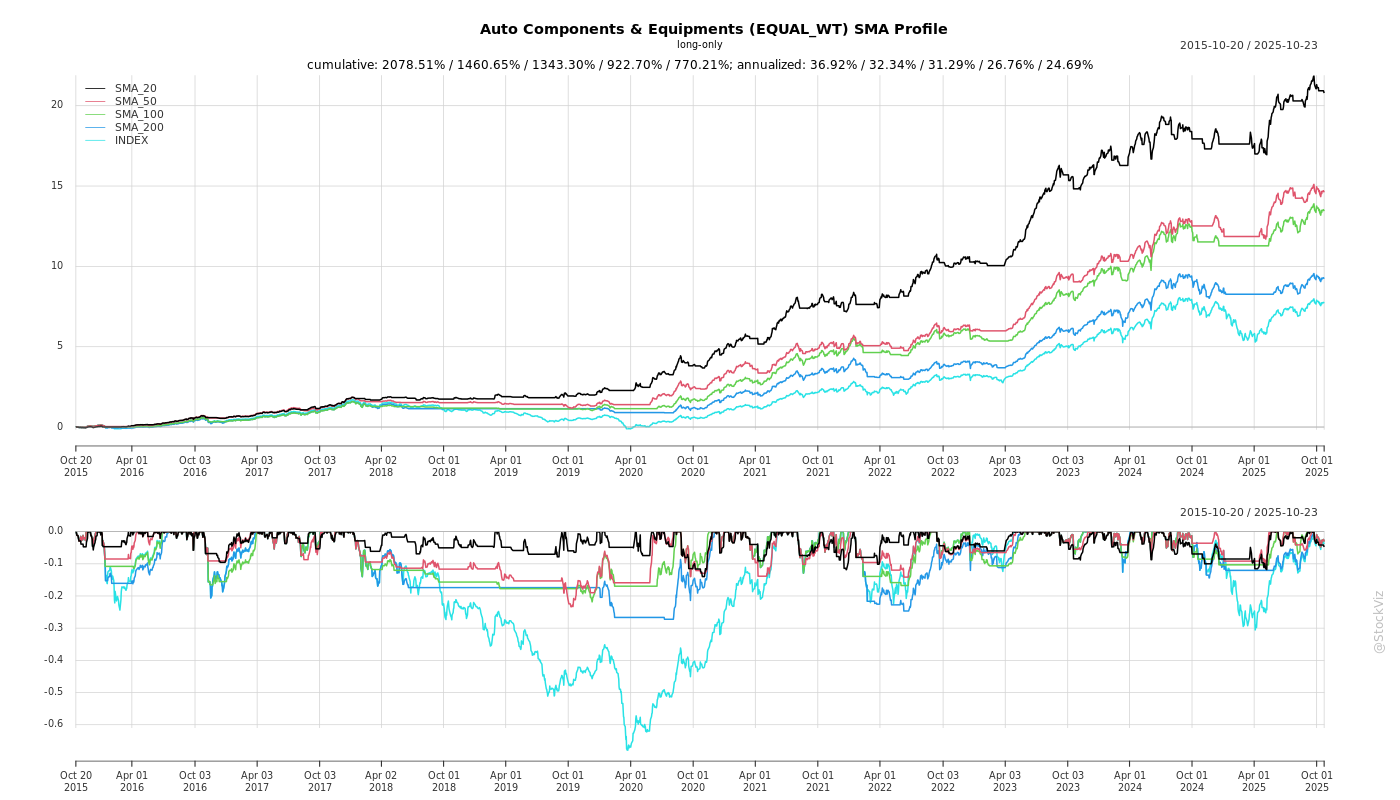 Auto Components & Equipments (EQUAL_WT) SMA Profile
long-only
2015-10-20 / 2025-10-23
cumulative: 2078.51% / 1460.65% / 1343.30% / 922.70% / 770.21%; annualized: 36.92% / 32.34% / 31.29% / 26.76% / 24.69%
SMA_20
SMA_50
SMA_100
SMA_200
INDEX
20
15
10
5
0
Oct 20 Apr 01 Oct 03 Apr 03 Oct 03 Apr 02 Oct 01 Apr 01 Oct 01 Apr 01 Oct 01 Apr 01 Oct 01 Apr 01 Oct 03 Apr 03 Oct 03 Apr 01 Oct 01 Apr 01 Oct 01
2015 2016 2016 2017 2017 2018 2018 2019 2019 2020 2020 2021 2021 2022 2022 2023 2023 2024 2024 2025 2025
2015-10-20 / 2025-10-23
0.0
-0.1
-0.2
-0.3
-0.4
-0.5
-0.6
Oct 20 Apr 01 Oct 03 Apr 03 Oct 03 Apr 02 Oct 01 Apr 01 Oct 01 Apr 01 Oct 01 Apr 01 Oct 01 Apr 01 Oct 03 Apr 03 Oct 03 Apr 01 Oct 01 Apr 01 Oct 01
2015 2016 2016 2017 2017 2018 2018 2019 2019 2020 2020 2021 2021 2022 2022 2023 2023 2024 2024 2025 2025
@StockViz